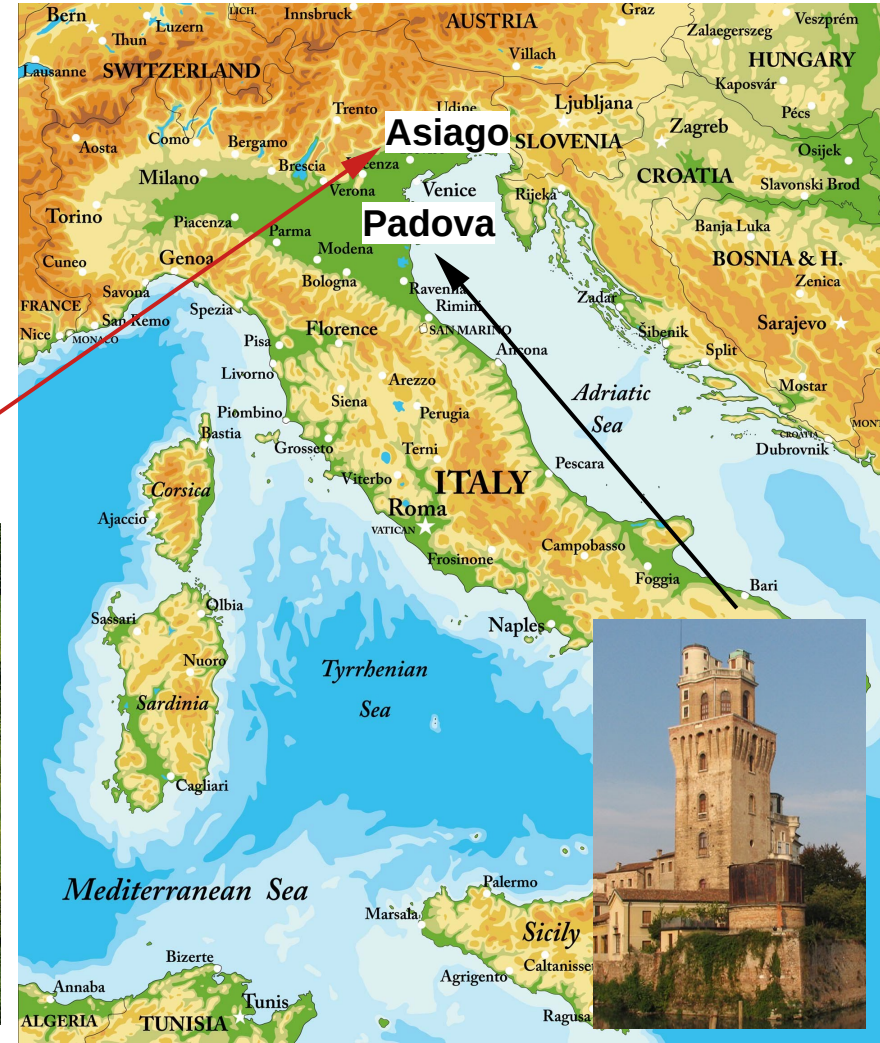 Bern
LICH.
Innsbruck
Graz
Veszprém
Luzern
AUSTRIA
Zalaegerszeg
Thun
Villach
HUNGARY
Lausanne
SWITZERLAND
Kaposvár
Trento
Udine
Ljubljana
Pécs
Asiago
Zagreb
Como
Bergamo
SLOVENIA
Aosta
Osijek
Brescia
CROATIA
Milano
Verona
Venice
Slavonski Brod
Rijeka
Torino
Padova
Piacenza
Parma
Banja Luka
Modena
Cuneo
Genoa
BOSNIA & H.
Bologna
Zenica
Savona
Ravenna
FRANCE
Spezia
Rimini
Zadar
San Remo
Sarajevo
Nice
MONACO
Pisa
Florence
SAN MARINO
Šibenik
Ancona
Split
Livorno
Arezzo
Mostar
Siena
Adriatic
Piombino
Perugia
Sea
Bastia
CROATIA
Grosseto
Terni
Dubrovnik
Pescara
Viterbo
ITALY
Corsica
Roma
Ajaccio
VATICAN
Campobasso
Frosinone
Foggia
Bari
Olbia
Sassari
Naples
Nuoro
Tyrrhenian
Sea
Sardinia
Cagliari
Mediterranean Sea
Palermo
Marsala
Sicily
Bizerte
Caltanisse
Agrigento
Annaba
Tunis
Ragusa
ALGERIA
TUNISIA